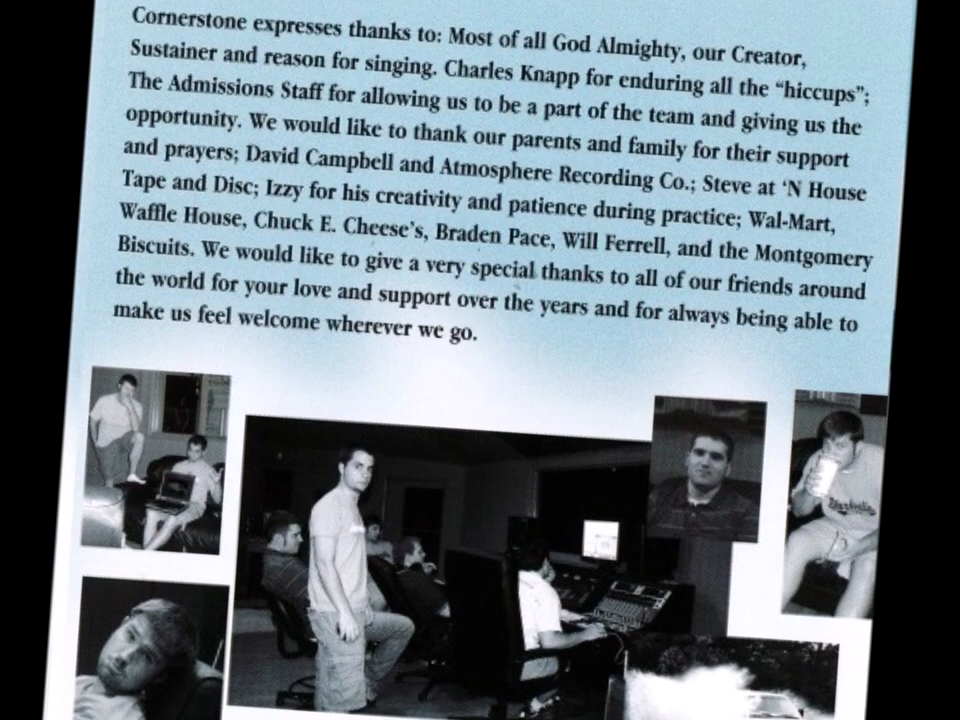 Cornerstone expresses thanks to: Most of all God Almighty, our Creator,
Sustainer and reason for singing. Charles Knapp for enduring all the “hiccups”;
The Admissions Staff for allowing us to be a part of the team and giving us the
opportunity. We would like to thank our parents and family for their support
and prayers; David Campbell and Atmosphere Recording Co.; Steve at ‘N House
Tape and Disc; Izzy for his creativity and patience during practice; Wal-Mart,
Waffle House, Chuck E. Cheese’s, Braden Pace, Will Ferrell, and the Montgomery
Biscuits. We would like to give a very special thanks to all of our friends around
the world for your love and support over the years and for always being able to
make us feel welcome wherever we go.